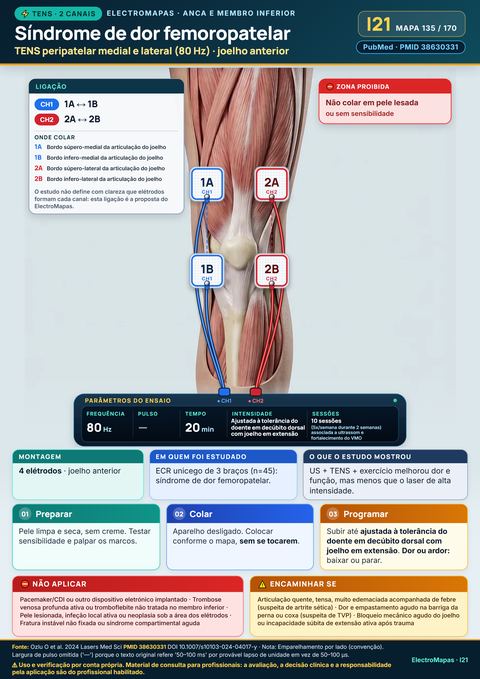 TENS · 2 CANAIS
ELECTROMAPAS · ANCA E MEMBRO INFERIOR
Síndrome de dor femoropatelar
TENS peripatelar medial e lateral (80 Hz) · joelho anterior
I21 MAPA 135 / 170
PubMed · PMID 38630331
LIGAÇÃO
CH1 1A ↔ 1B
CH2 2A ↔ 2B
ONDE COLAR
1A Bordo súpero-medial da articulação do joelho
1B Bordo ínfero-medial da articulação do joelho
2A Bordo súpero-lateral da articulação do joelho
2B Bordo ínfero-lateral da articulação do joelho
O estudo não define com clareza que elétrodos
formam cada canal: esta ligação é a proposta do
ElectroMapas.
ZONA PROIBIDA
Não colar em pele lesada
ou sem sensibilidade
1A
CH1
2A
CH2
1B
CH1
2B
CH2
PARÂMETROS DO ENSAIO
CH1
CH2
FREQUÊNCIA
80 Hz
PULSO
—
TEMPO
20 min
INTENSIDADE
Ajustada à tolerância do
doente em decúbito dorsal
com joelho em extensão
SESSÕES
10 sessões
(5x/semana durante 2 semanas)
associada a ultrassom e
fortalecimento do VMO
MONTAGEM
4 elétrodos · joelho anterior
EM QUEM FOI ESTUDADO
ECR unicego de 3 braços (n=45):
síndrome de dor femoropatelar.
O QUE O ESTUDO MOSTROU
US + TENS + exercício melhorou dor e
função, mas menos que o laser de alta
intensidade.
01 Preparar
Pele limpa e seca, sem creme. Testar
sensibilidade e palpar os marcos.
02 Colar
Aparelho desligado. Colocar
conforme o mapa, sem se tocarem.
03 Programar
Subir até ajustada à tolerância do
doente em decúbito dorsal com
joelho em extensão. Dor ou ardor:
baixar ou parar.
NÃO APLICAR
Pacemaker/CDI ou outro dispositivo eletrónico implantado · Trombose
venosa profunda ativa ou tromboflebite não tratada no membro inferior ·
Pele lesionada, infeção local ativa ou neoplasia sob a área do joelho ·
Fratura instável não fixada ou síndrome compartimental aguda
ENCAMINHAR SE
Articulação quente, tensa, muito edemaciada acompanhada de febre
(suspeita de artrite sética) · Dor e empastamento agudo na barriga da
perna ou coxa (suspeita de TVP) · Bloqueio mecânico agudo do joelho
ou incapacidade súbita de extensão ativa após trauma
Fonte: Ozlu O et al. 2024 Lasers Med Sci PMID 38630331 DOI 10.1007/s10103-024-04017-y · Nota: Emparelhamento por lado (convenção).
Largura de pulso omitida ('—') porque o texto original refere '50–100 ms' por provável lapso de unidade em vez de 50–100 µs.
⚠ Uso e verificação por conta própria. Material de consulta para profissionais: a avaliação, a decisão clínica e a responsabilidade
pela aplicação são do profissional habilitado.
ElectroMapas · I21